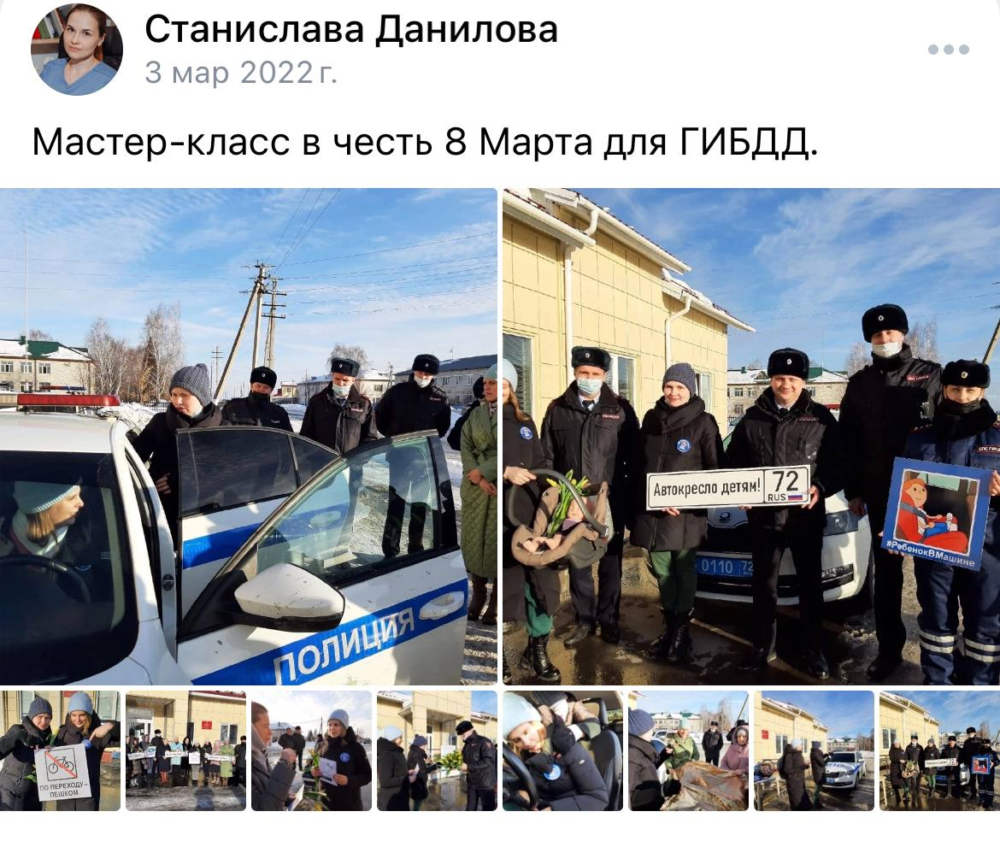 Станислава Данилова
3 мар 2022 г.
Мастер-класс в честь 8 Марта для ГИБДД.
ПОЛИЦИЯ
Автокресло детям! 72
RUS
0110 72
#РебенокВМашине
ПО ПЕРЕХОДУ –
ПЕШКОМ